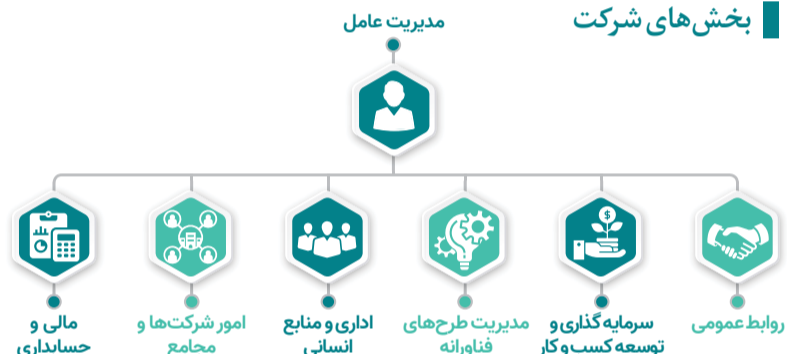 بخش‌های شرکت
مدیریت عامل
روابط عمومی
سرمایه گذاری و
توسعه کسب و کار
مدیریت طرح‌های
فناورانه
اداری و منابع
انسانی
امور شرکت‌ها و
مجامع
مالی و
حسابداری